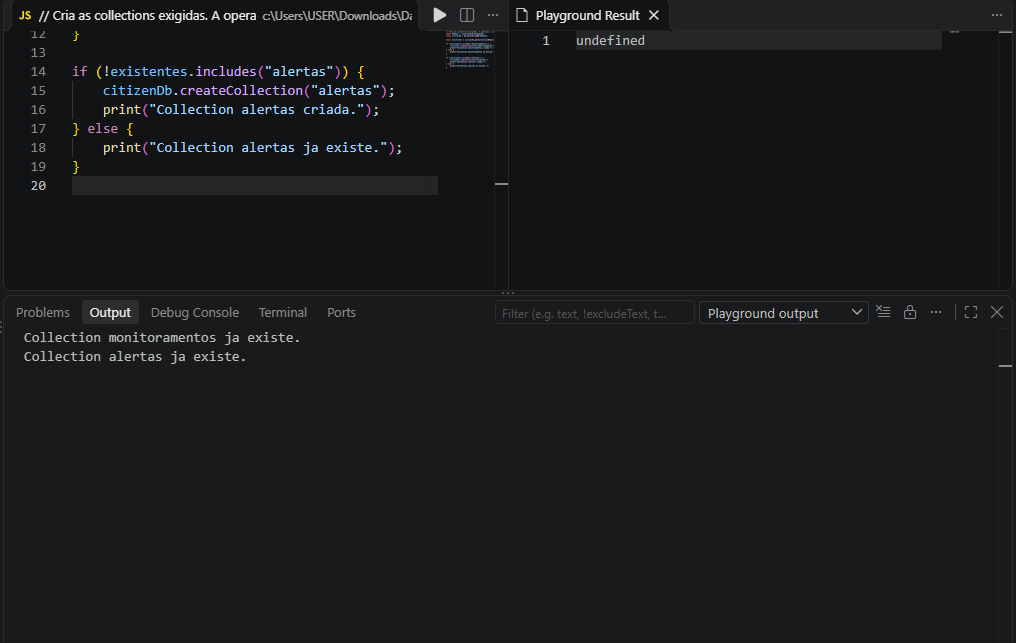 JS // Cria as collections exigidas. A opera c:\Users\USER\Downloads\Da
12 }
13
14 if (!existentes.includes("alertas")) {
15     citizenDb.createCollection("alertas");
16     print("Collection alertas criada.");
17 } else {
18     print("Collection alertas ja existe.");
19 }
20
Playground Result
1 undefined
Problems Output Debug Console Terminal Ports
Filter (e.g. text, !excludeText, t...
Playground output
Collection monitoramentos ja existe.
Collection alertas ja existe.